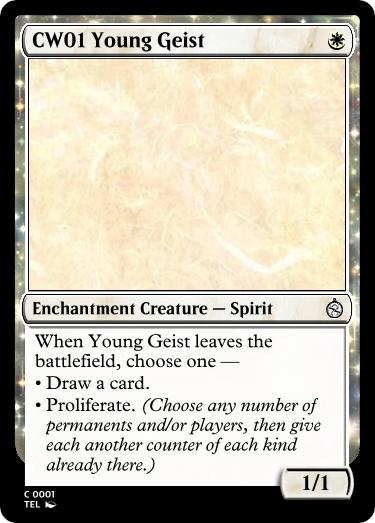 CW01 Young Geist
Enchantment Creature — Spirit
When Young Geist leaves the
battlefield, choose one —
• Draw a card.
• Proliferate. (Choose any number of
permanents and/or players, then give
each another counter of each kind
already there.)
1/1
C 0001
TEL